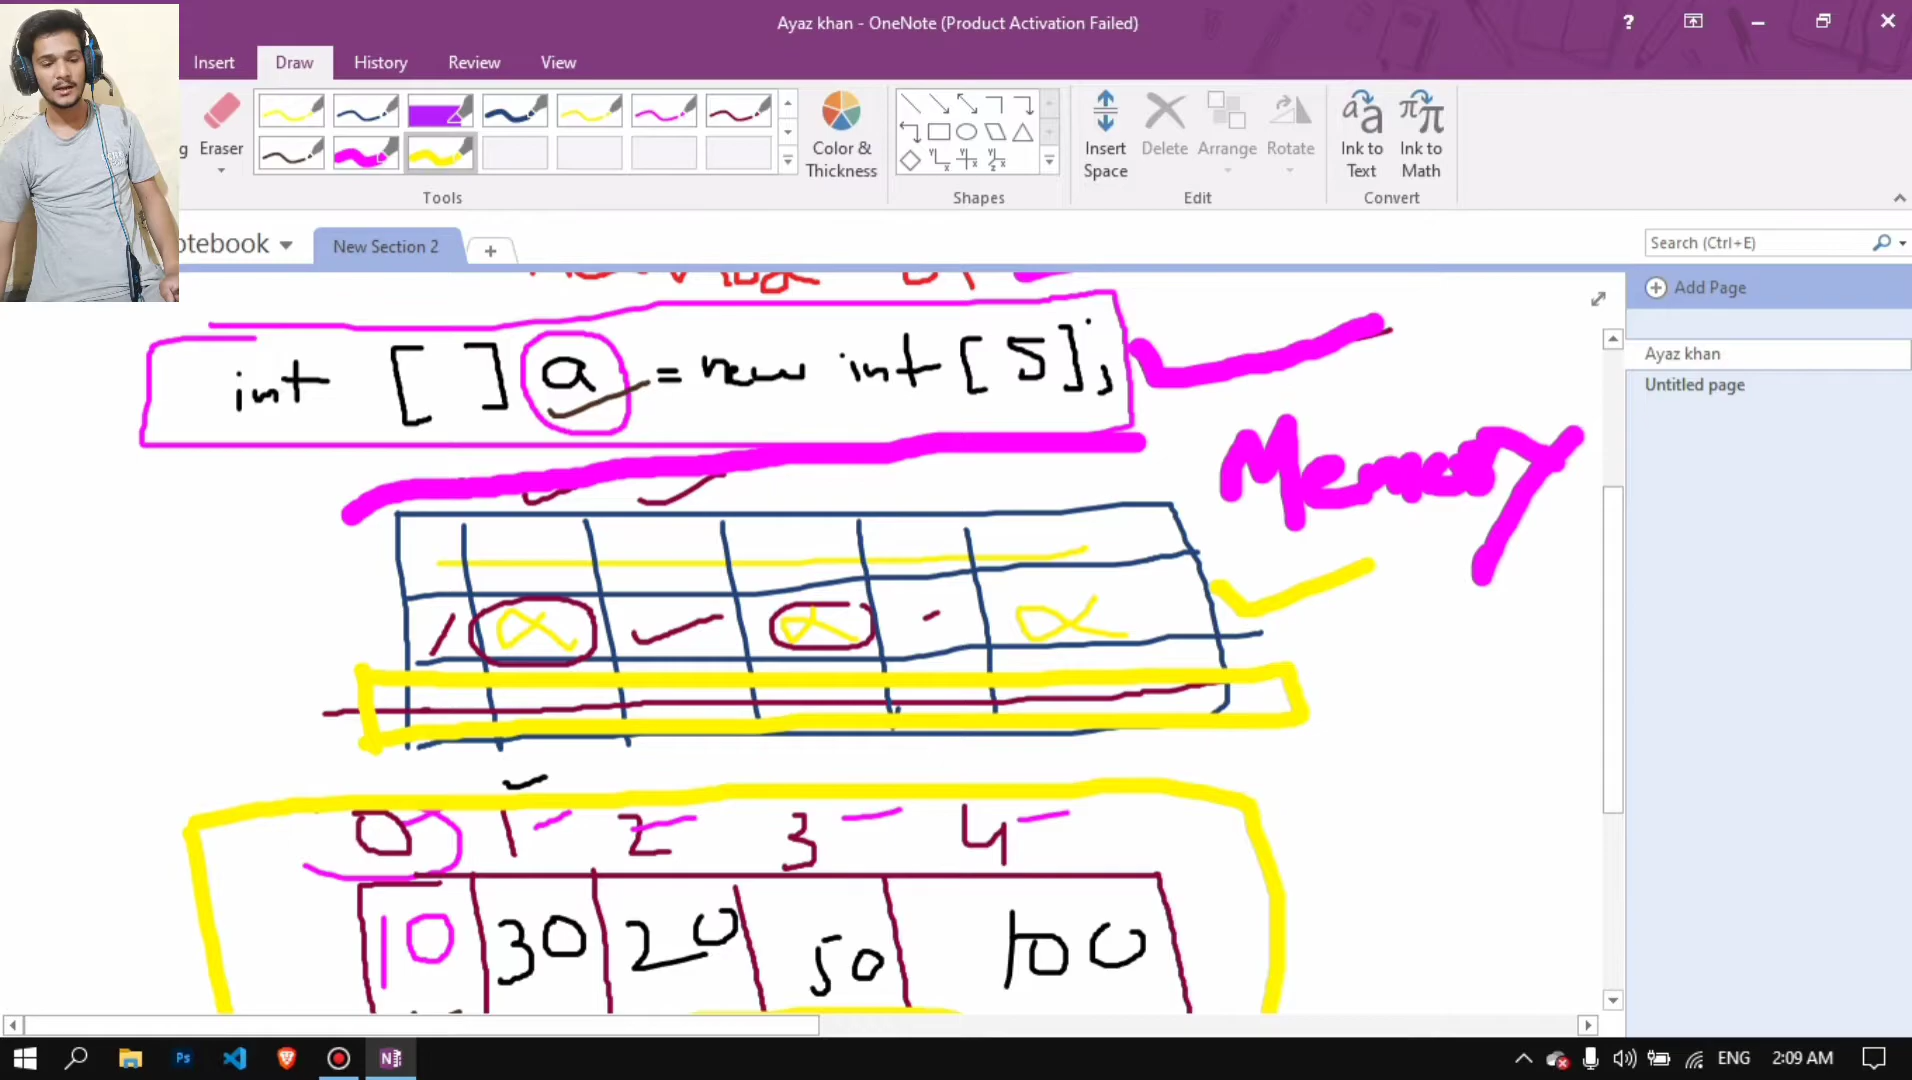 Ayaz khan - OneNote (Product Activation Failed)
Insert Draw History Review View
Eraser
Color & Thickness
Insert Space
Delete
Arrange
Rotate
Ink to Text
Ink to Math
Tools Shapes Edit Convert
otebook New Section 2
Search (Ctrl+E)
Add Page
Ayaz khan
Untitled page
int [ ] a = new int [ 5 ];
Memory
0 1 2 3 4
10 30 20 50 100
ENG 2:09 AM